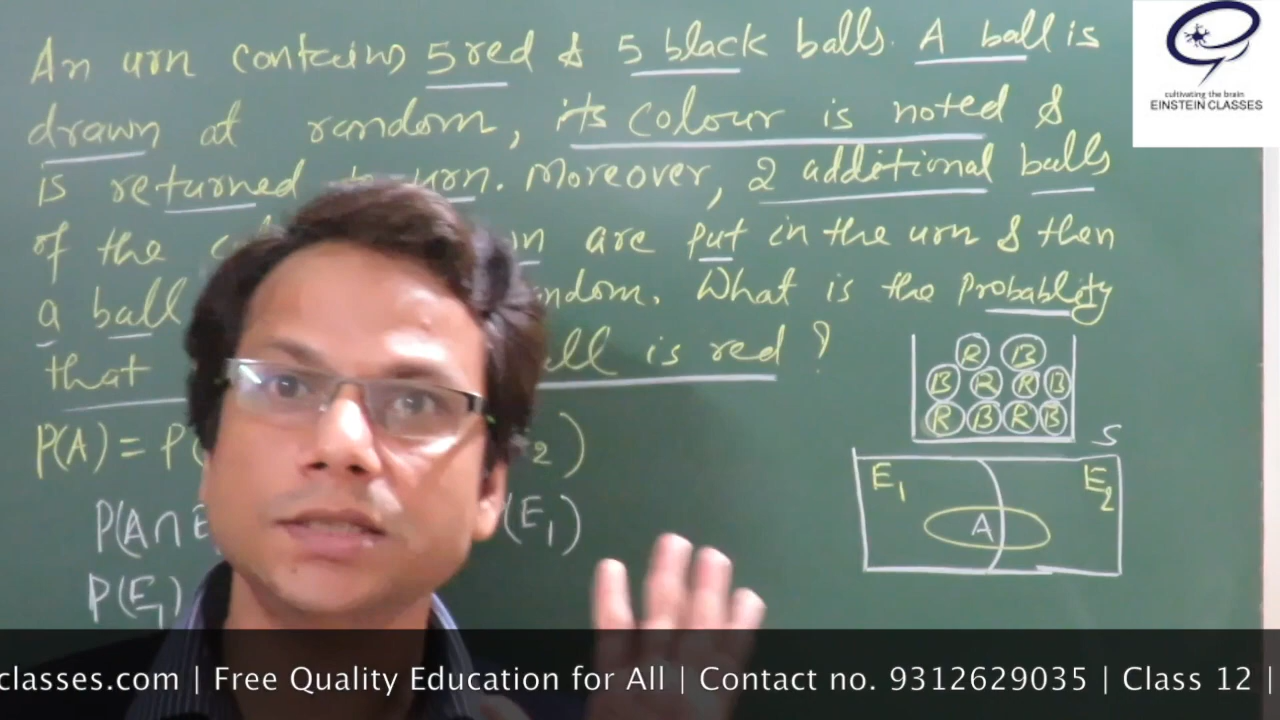 An urn contains 5 red & 5 black balls. A ball is
drawn at random, its colour is noted &
is returned urn. Moreover, 2 additional balls
of the are put in the urn & then
a ball What is the Probablity
that is red ?
P(A) = P( 2 )
P(A∩E (E1)
P(E1)
R B
B R R B
R B R B
S
E1 E2
A
cultivating the brain
EINSTEIN CLASSES
classes.com | Free Quality Education for All | Contact no. 9312629035 | Class 12 |